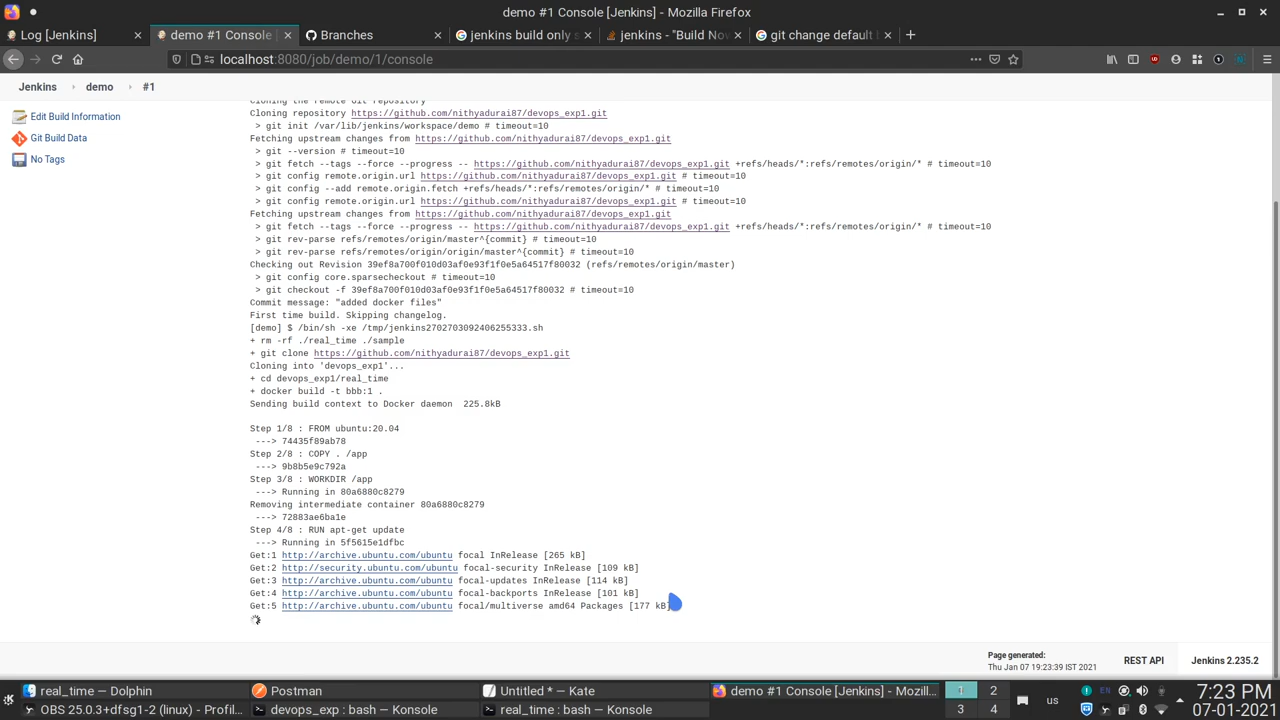 demo #1 Console [Jenkins] - Mozilla Firefox
Log [Jenkins]
demo #1 Console
Branches
jenkins build only s
jenkins - "Build Nov
git change default b
localhost:8080/job/demo/1/console
Jenkins
demo
#1
Edit Build Information
Git Build Data
No Tags
Cloning the remote Git repository
Cloning repository https://github.com/nithyadurai87/devops_exp1.git
> git init /var/lib/jenkins/workspace/demo # timeout=10
Fetching upstream changes from https://github.com/nithyadurai87/devops_exp1.git
> git --version # timeout=10
> git fetch --tags --force --progress -- https://github.com/nithyadurai87/devops_exp1.git +refs/heads/*:refs/remotes/origin/* # timeout=10
> git config remote.origin.url https://github.com/nithyadurai87/devops_exp1.git # timeout=10
> git config --add remote.origin.fetch +refs/heads/*:refs/remotes/origin/* # timeout=10
> git config remote.origin.url https://github.com/nithyadurai87/devops_exp1.git # timeout=10
Fetching upstream changes from https://github.com/nithyadurai87/devops_exp1.git
> git fetch --tags --force --progress -- https://github.com/nithyadurai87/devops_exp1.git +refs/heads/*:refs/remotes/origin/* # timeout=10
> git rev-parse refs/remotes/origin/master^{commit} # timeout=10
> git rev-parse refs/remotes/origin/origin/master^{commit} # timeout=10
Checking out Revision 39ef8a700f010d03af0e93f1f0e5a64517f80032 (refs/remotes/origin/master)
> git config core.sparsecheckout # timeout=10
> git checkout -f 39ef8a700f010d03af0e93f1f0e5a64517f80032 # timeout=10
Commit message: "added docker files"
First time build. Skipping changelog.
[demo] $ /bin/sh -xe /tmp/jenkins2702703092406255333.sh
+ rm -rf ./real_time ./sample
+ git clone https://github.com/nithyadurai87/devops_exp1.git
Cloning into 'devops_exp1'...
+ cd devops_exp1/real_time
+ docker build -t bbb:1 .
Sending build context to Docker daemon 225.8kB
Step 1/8 : FROM ubuntu:20.04
---> 74435f89ab78
Step 2/8 : COPY . /app
---> 9b8b5e9c792a
Step 3/8 : WORKDIR /app
---> Running in 80a6880c8279
Removing intermediate container 80a6880c8279
---> 72883ae6ba1e
Step 4/8 : RUN apt-get update
---> Running in 5f5615e1dfbc
Get:1 http://archive.ubuntu.com/ubuntu focal InRelease [265 kB]
Get:2 http://security.ubuntu.com/ubuntu focal-security InRelease [109 kB]
Get:3 http://archive.ubuntu.com/ubuntu focal-updates InRelease [114 kB]
Get:4 http://archive.ubuntu.com/ubuntu focal-backports InRelease [101 kB]
Get:5 http://archive.ubuntu.com/ubuntu focal/multiverse amd64 Packages [177 kB]
Page generated:
Thu Jan 07 19:23:39 IST 2021
REST API
Jenkins 2.235.2
real_time — Dolphin
Postman
Untitled * — Kate
demo #1 Console [Jenkins] - Mozill...
OBS 25.0.3+dfsg1-2 (linux) - Profil...
devops_exp : bash — Konsole
real_time : bash — Konsole
1
2
3
4
us
EN
7:23 PM
07-01-2021